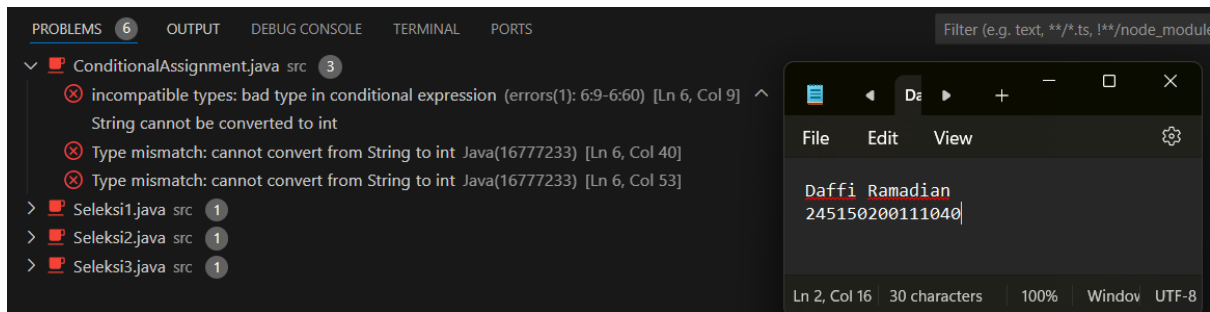 PROBLEMS 6 OUTPUT DEBUG CONSOLE TERMINAL PORTS Filter (e.g. text, **/*.ts, !**/node_module
ConditionalAssignment.java src 3
incompatible types: bad type in conditional expression (errors(1): 6:9-6:60) [Ln 6, Col 9]
String cannot be converted to int
Type mismatch: cannot convert from String to int Java(16777233) [Ln 6, Col 40]
Type mismatch: cannot convert from String to int Java(16777233) [Ln 6, Col 53]
Seleksi1.java src 1
Seleksi2.java src 1
Seleksi3.java src 1
Da
File Edit View
Daffi Ramadian
245150200111040
Ln 2, Col 16 30 characters 100% Window UTF-8